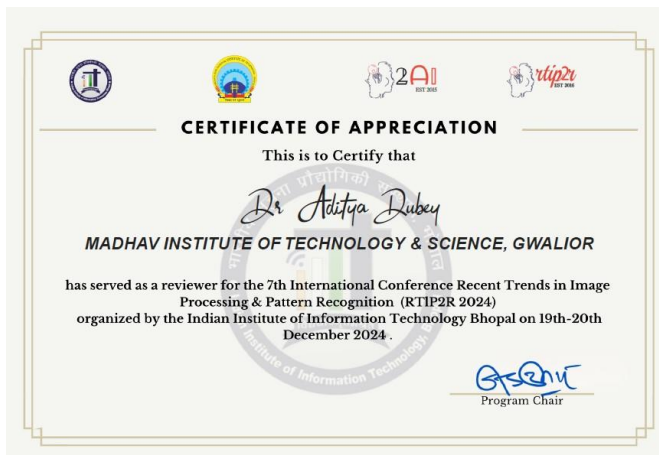 2AI
EST 2015
rtip2r
EST 2016
CERTIFICATE OF APPRECIATION
This is to Certify that
Dr Aditya Dubey
MADHAV INSTITUTE OF TECHNOLOGY & SCIENCE, GWALIOR
has served as a reviewer for the 7th International Conference Recent Trends in Image
Processing & Pattern Recognition (RTIP2R 2024)
organized by the Indian Institute of Information Technology Bhopal on 19th-20th
December 2024 .
Program Chair